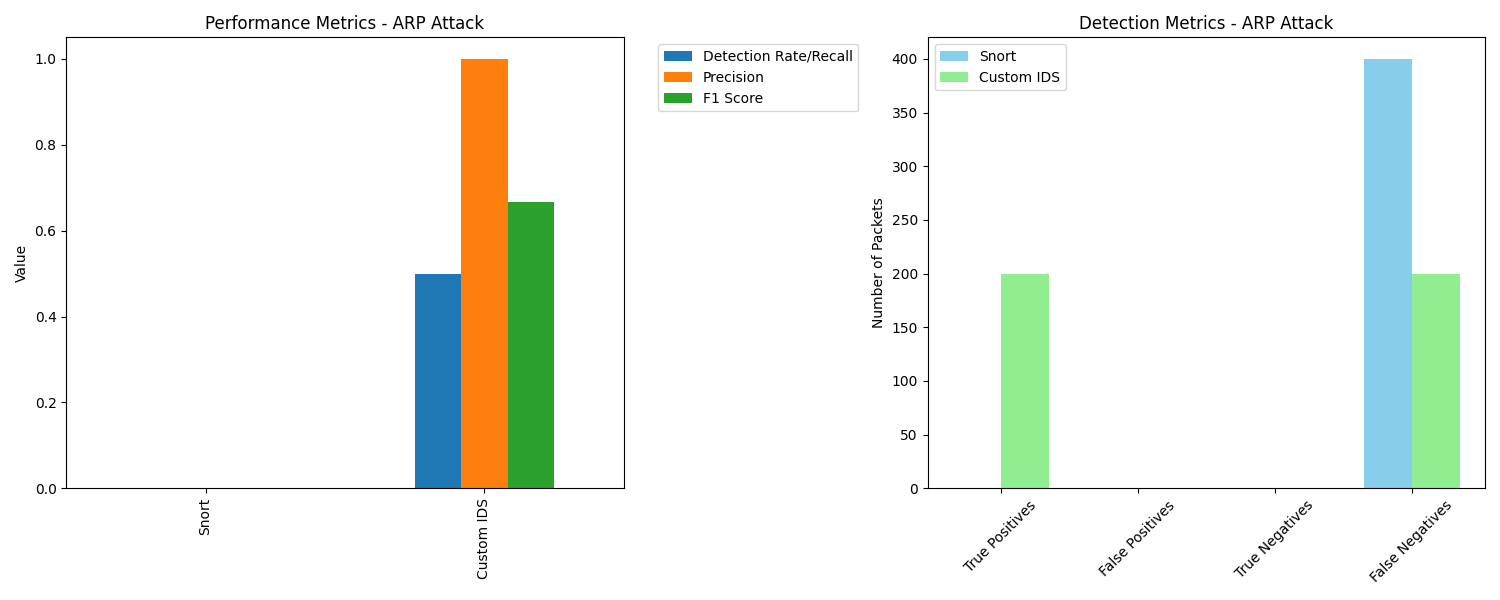 Performance Metrics - ARP Attack
Value
1.0
0.8
0.6
0.4
0.2
0.0
Snort
Custom IDS
Detection Rate/Recall
Precision
F1 Score
Detection Metrics - ARP Attack
Number of Packets
400
350
300
250
200
150
100
50
0
Snort
Custom IDS
True Positives
False Positives
True Negatives
False Negatives